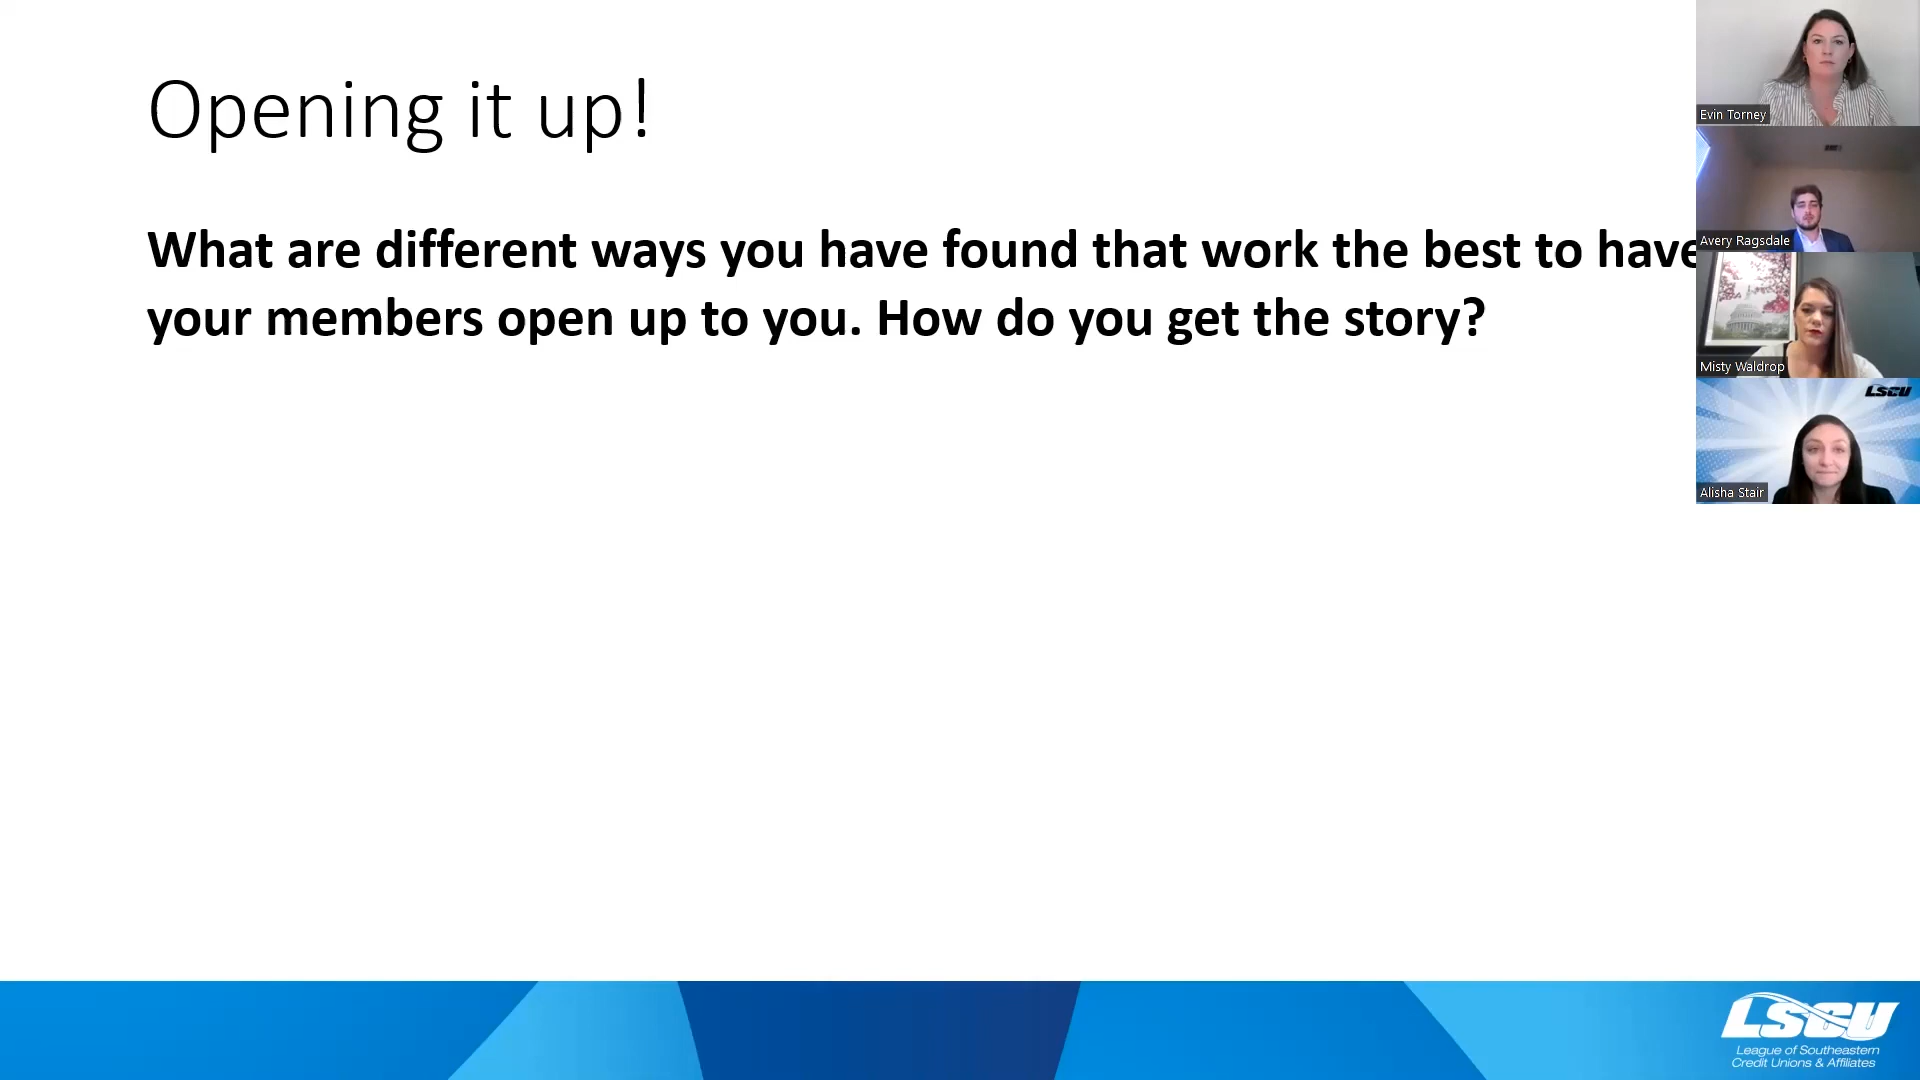 Opening it up!
What are different ways you have found that work the best to have
your members open up to you. How do you get the story?
Evin Torney
Avery Ragsdale
Misty Waldrop
LSCU
Alisha Stair
LSCU
League of Southeastern
Credit Unions & Affiliates